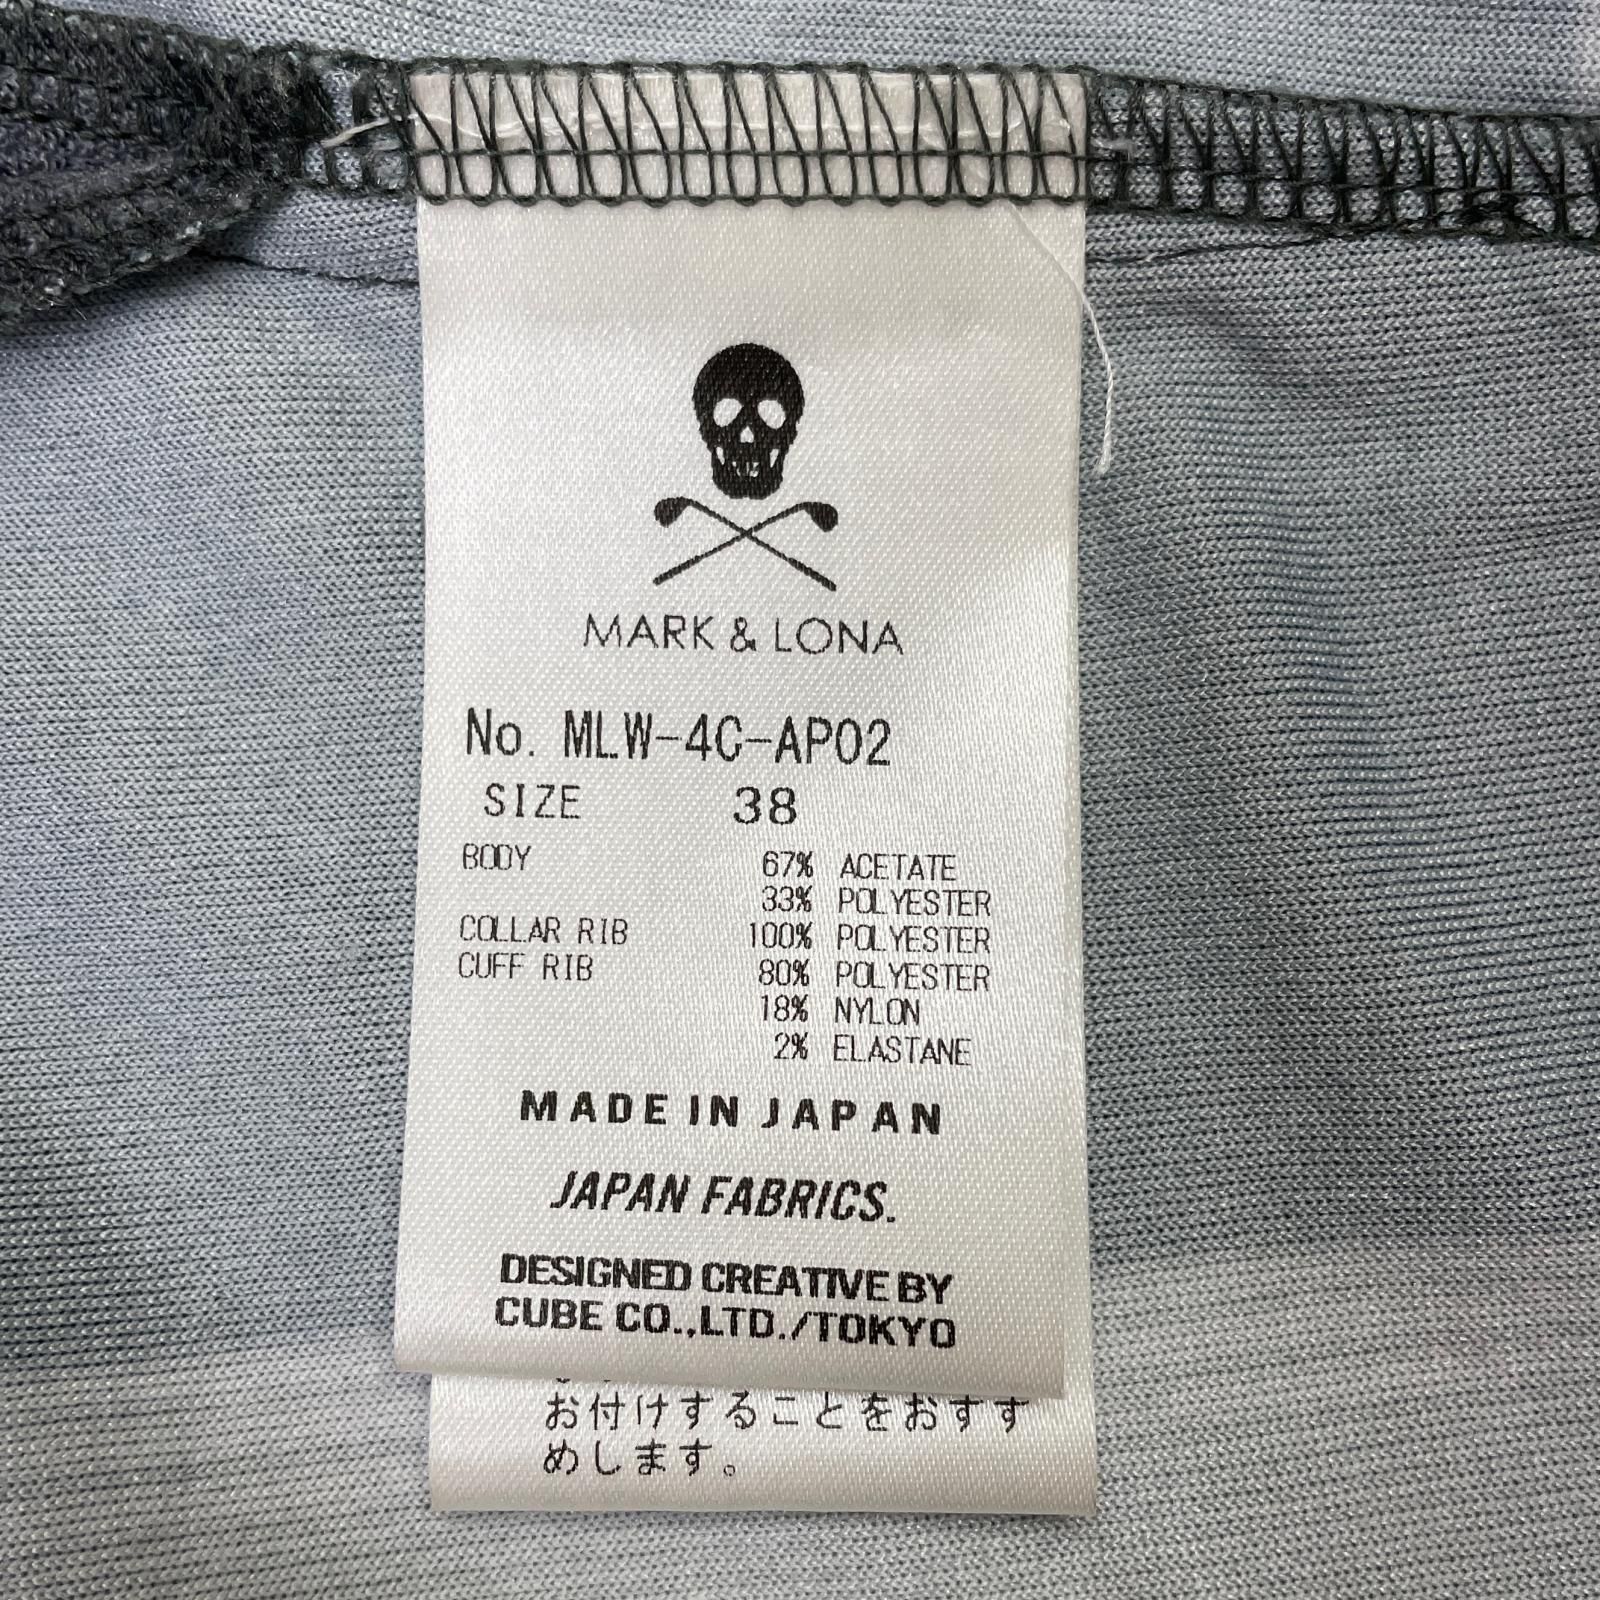 MARK & LONA
No. MLW-4C-AP02
SIZE 38
BODY 67% ACETATE
33% POLYESTER
COLLAR RIB 100% POLYESTER
CUFF RIB 80% POLYESTER
18% NYLON
2% ELASTANE
MADE IN JAPAN
JAPAN FABRICS.
DESIGNED CREATIVE BY
CUBE CO.,LTD./TOKYO
お付けすることをおすす
めします。